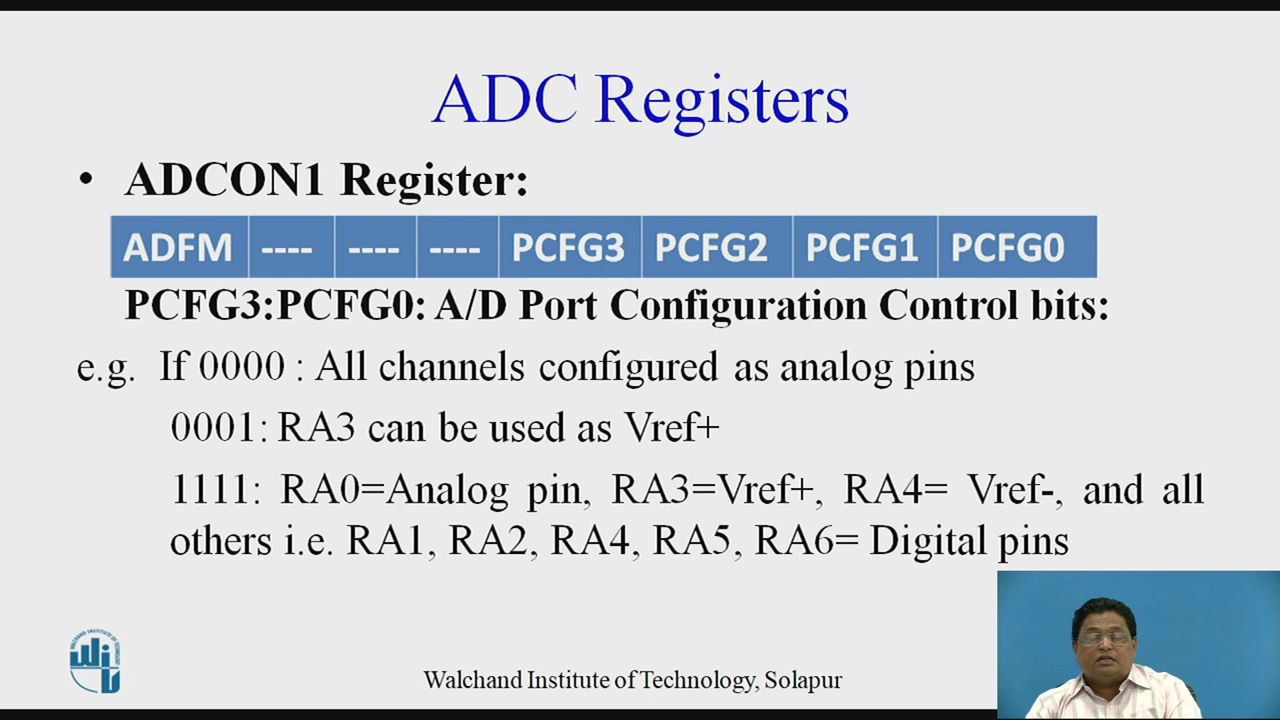 ADC Registers
• ADCON1 Register:
ADFM ---- ---- ---- PCFG3 PCFG2 PCFG1 PCFG0
PCFG3:PCFG0: A/D Port Configuration Control bits:
e.g. If 0000 : All channels configured as analog pins
0001: RA3 can be used as Vref+
1111: RA0=Analog pin, RA3=Vref+, RA4= Vref-, and all
others i.e. RA1, RA2, RA4, RA5, RA6= Digital pins
Walchand Institute of Technology, Solapur